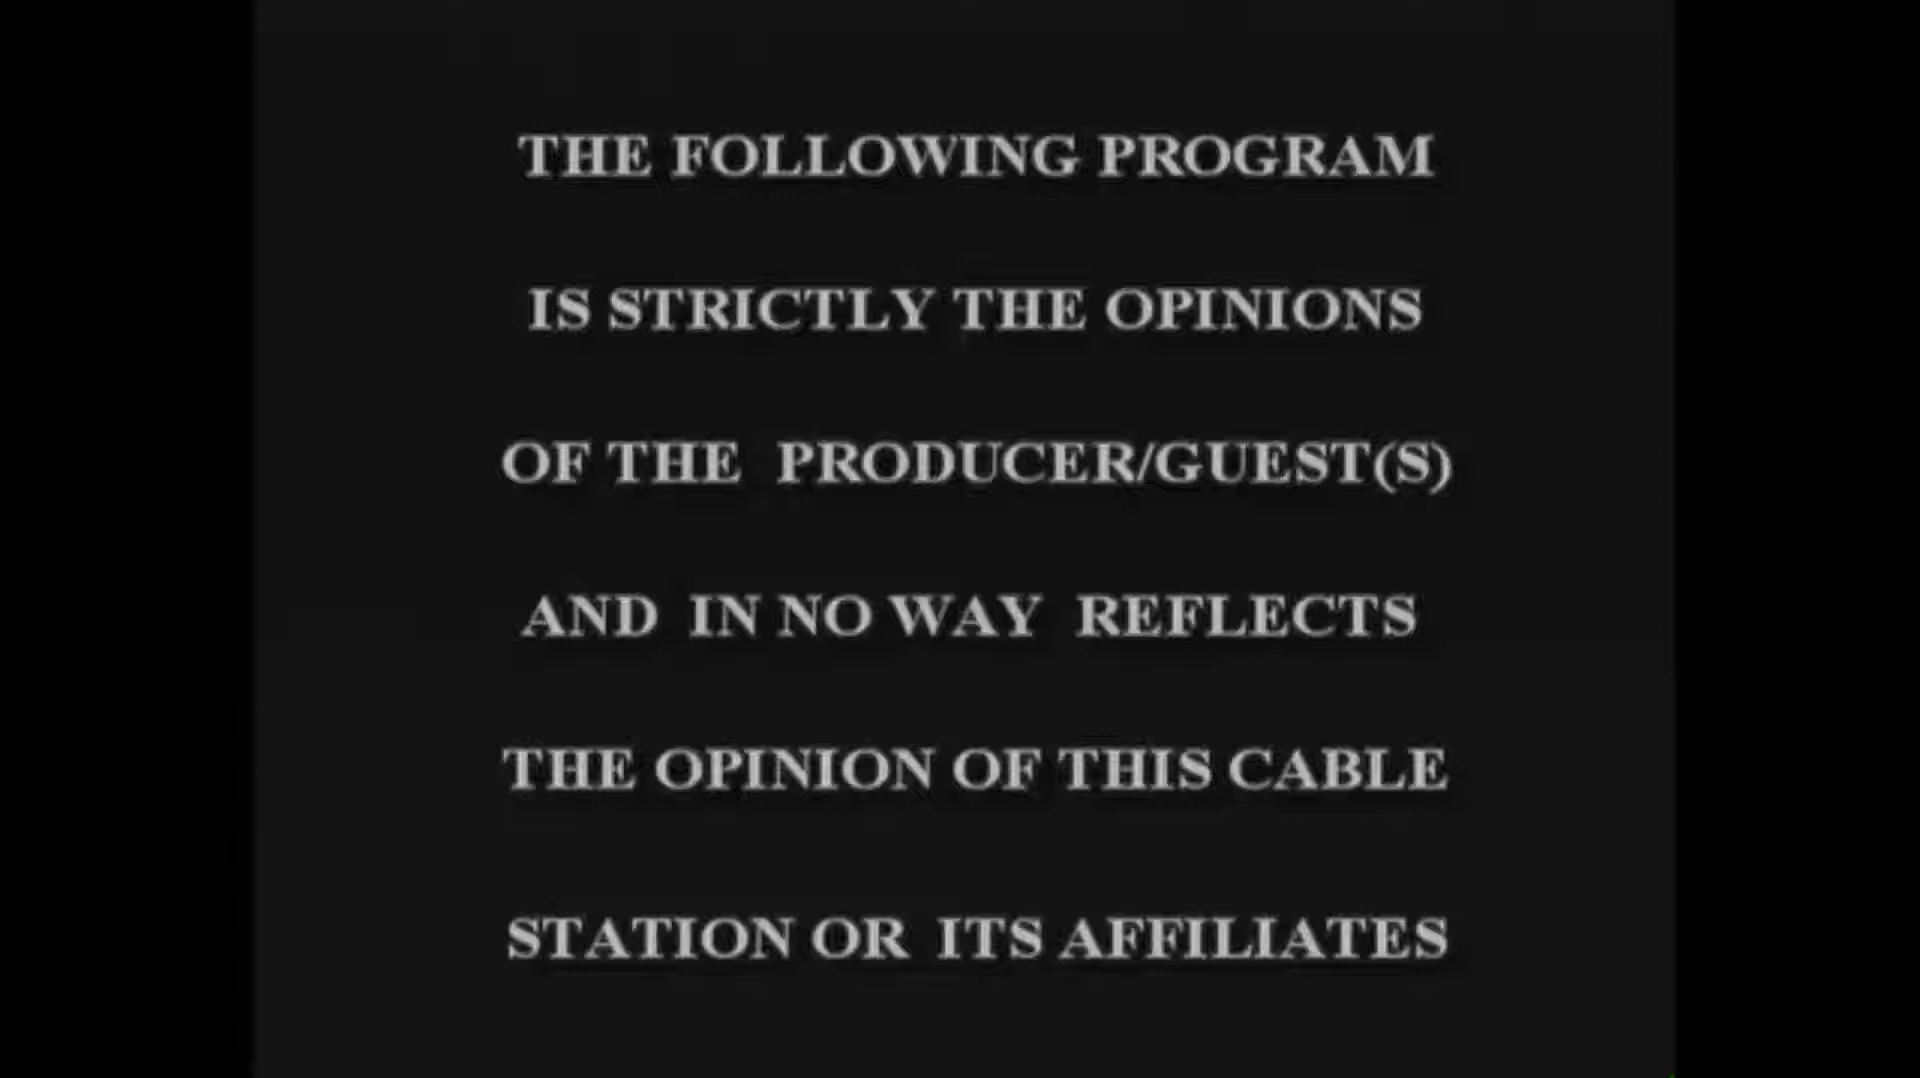 THE FOLLOWING PROGRAM
IS STRICTLY THE OPINIONS
OF THE PRODUCER/GUEST(S)
AND IN NO WAY REFLECTS
THE OPINION OF THIS CABLE
STATION OR ITS AFFILIATES